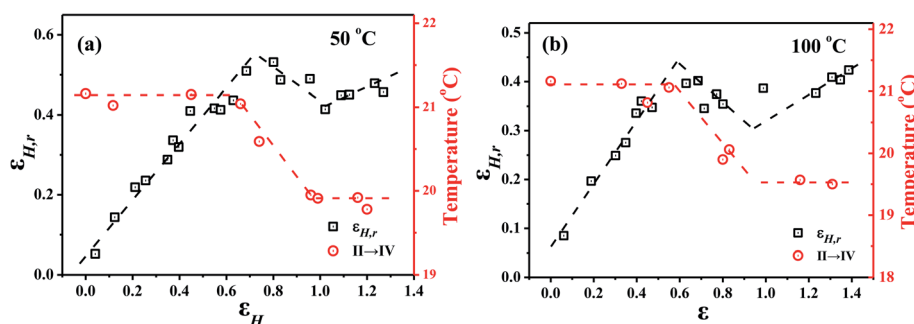 (a)
50 °C
ε_{H,r}
0.6
0.4
0.2
0.0
0.0 0.2 0.4 0.6 0.8 1.0 1.2 1.4
ε_H
22
21
20
19
Temperature (°C)
ε_{H,r}
II→IV
(b)
100 °C
ε_{H,r}
0.5
0.4
0.3
0.2
0.1
0.0
0.0 0.2 0.4 0.6 0.8 1.0 1.2 1.4
ε
22
21
20
19
18
Temperature (°C)
ε_{H,r}
II→IV